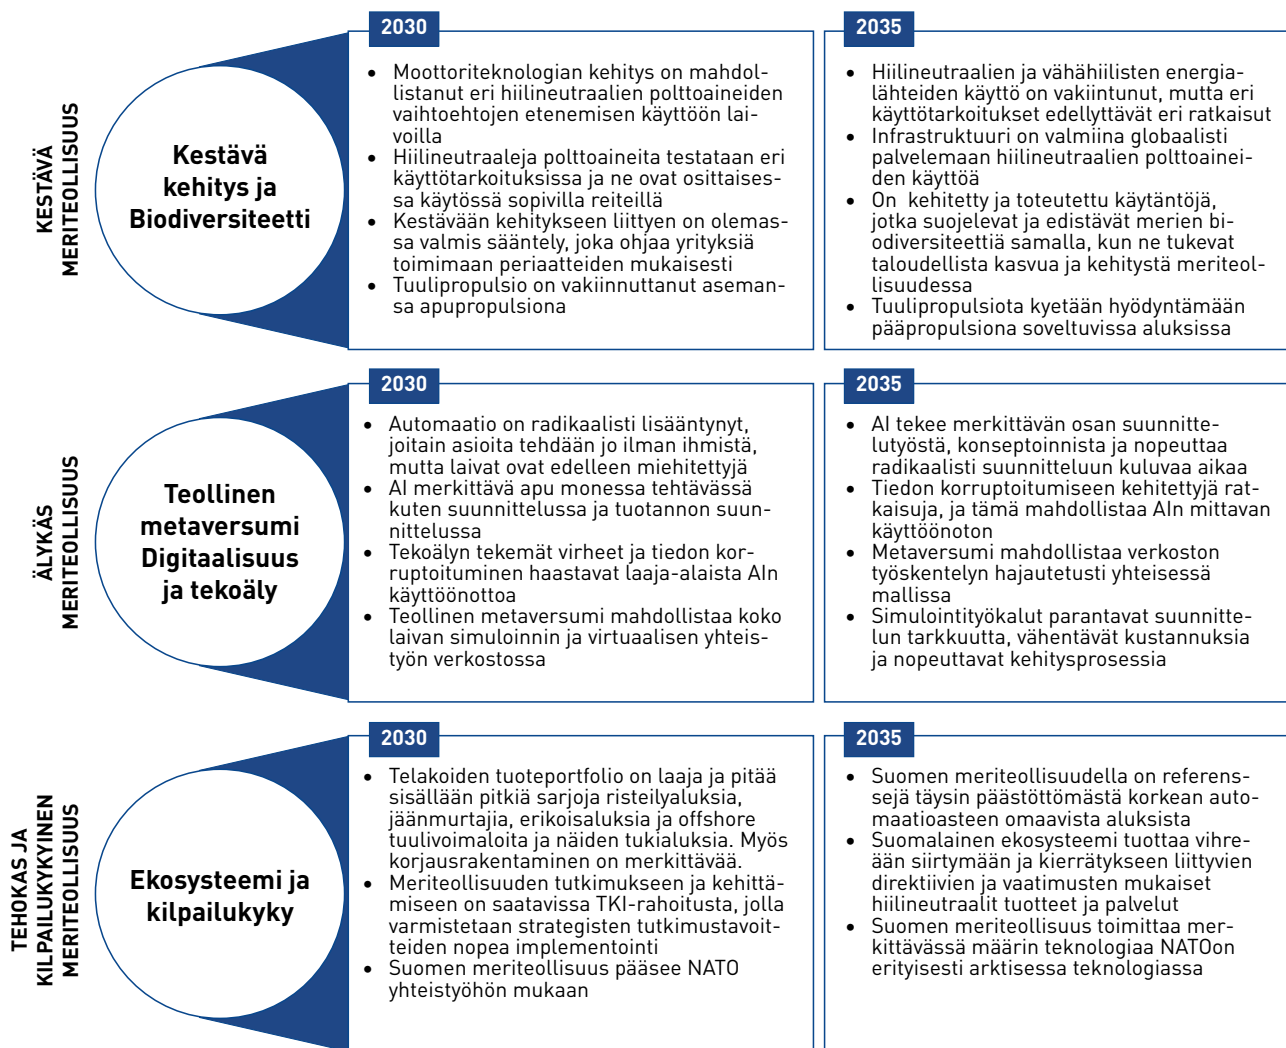 KESTÄVÄ
MERITEOLLISUUS
Kestävä
kehitys ja
Biodiversiteetti
2030
• Moottoriteknologian kehitys on mahdol-
listanut eri hiilineutraalien polttoaineiden
vaihtoehtojen etenemisen käyttöön lai-
voilla
• Hiilineutraaleja polttoaineita testataan eri
käyttötarkoituksissa ja ne ovat osittaises-
sa käytössä sopivilla reiteillä
• Kestävään kehitykseen liittyen on olemas-
sa valmis sääntely, joka ohjaa yrityksiä
toimimaan periaatteiden mukaisesti
• Tuulipropulsio on vakiinnuttanut aseman-
sa apupropulsiona
2035
• Hiilineutraalien ja vähähiilisten energia-
lähteiden käyttö on vakiintunut, mutta eri
käyttötarkoitukset edellyttävät eri ratkaisut
• Infrastruktuuri on valmiina globaalisti
palvelemaan hiilineutraalien polttoainei-
den käyttöä
• On kehitetty ja toteutettu käytäntöjä,
jotka suojelevat ja edistävät merien bi-
odiversiteettiä samalla, kun ne tukevat
taloudellista kasvua ja kehitystä meriteol-
lisuudessa
• Tuulipropulsiota kyetään hyödyntämään
pääpropulsiona soveltuvissa aluksissa
ÄLYKÄS
MERITEOLLISUUS
Teollinen
metaversumi
Digitaalisuus
ja tekoäly
2030
• Automaatio on radikaalisti lisääntynyt,
joitain asioita tehdään jo ilman ihmistä,
mutta laivat ovat edelleen miehitettyjä
• AI merkittävä apu monessa tehtävässä
kuten suunnittelussa ja tuotannon suun-
nittelussa
• Tekoälyn tekemät virheet ja tiedon kor-
ruptoituminen haastavat laaja-alaista AIn
käyttöönottoa
• Teollinen metaversumi mahdollistaa koko
laivan simuloinnin ja virtuaalisen yhteis-
työn verkostossa
2035
• AI tekee merkittävän osan suunnitte-
lutyöstä, konseptoinnista ja nopeuttaa
radikaalisti suunnitteluun kuluvaa aikaa
• Tiedon korruptoitumiseen kehitettyjä rat-
kaisuja, ja tämä mahdollistaa AIn mittavan
käyttöönoton
• Metaversumi mahdollistaa verkoston
työskentelyn hajautetusti yhteisessä
mallissa
• Simulointityökalut parantavat suunnitte-
lun tarkkuutta, vähentävät kustannuksia
ja nopeuttavat kehitysprosessia
TEHOKAS JA
KILPAILUKYKYINEN
MERITEOLLISUUS
Ekosysteemi ja
kilpailukyky
2030
• Telakoiden tuoteportfolio on laaja ja pitää
sisällään pitkiä sarjoja risteilyaluksia,
jäänmurtajia, erikoisaluksia ja offshore
tuulivoimaloita ja näiden tukialuksia. Myös
korjausrakentaminen on merkittävää.
• Meriteollisuuden tutkimukseen ja kehittä-
miseen on saatavissa TKI-rahoitusta, jolla
varmistetaan strategisten tutkimustavoit-
teiden nopea implementointi
• Suomen meriteollisuus pääsee NATO
yhteistyöhön mukaan
2035
• Suomen meriteollisuudella on referens-
sejä täysin päästöttömästä korkean auto-
maatioasteen omaavista aluksista
• Suomalainen ekosysteemi tuottaa vihre-
ään siirtymään ja kierrätykseen liittyvien
direktiivien ja vaatimusten mukaiset
hiilineutraalit tuotteet ja palvelut
• Suomen meriteollisuus toimittaa mer-
kittävässä määrin teknologiaa NATOon
erityisesti arktisessa teknologiassa